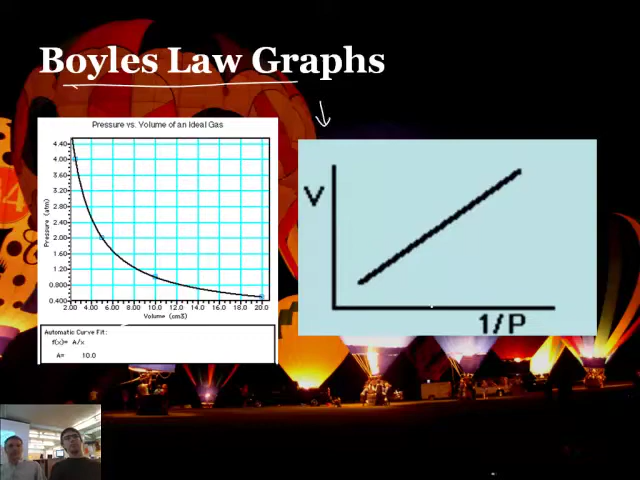 Boyles Law Graphs
Pressure vs. Volume of an Ideal Gas
Pressure (atm)
4.40
4.00
3.60
3.20
2.80
2.40
2.00
1.60
1.20
0.800
0.400
2.00 4.00 6.00 8.00 10.0 12.0 14.0 16.0 18.0 20.0
Volume (cm3)
Automatic Curve Fit:
f(x)= A/x
A= 10.0
V
1/P